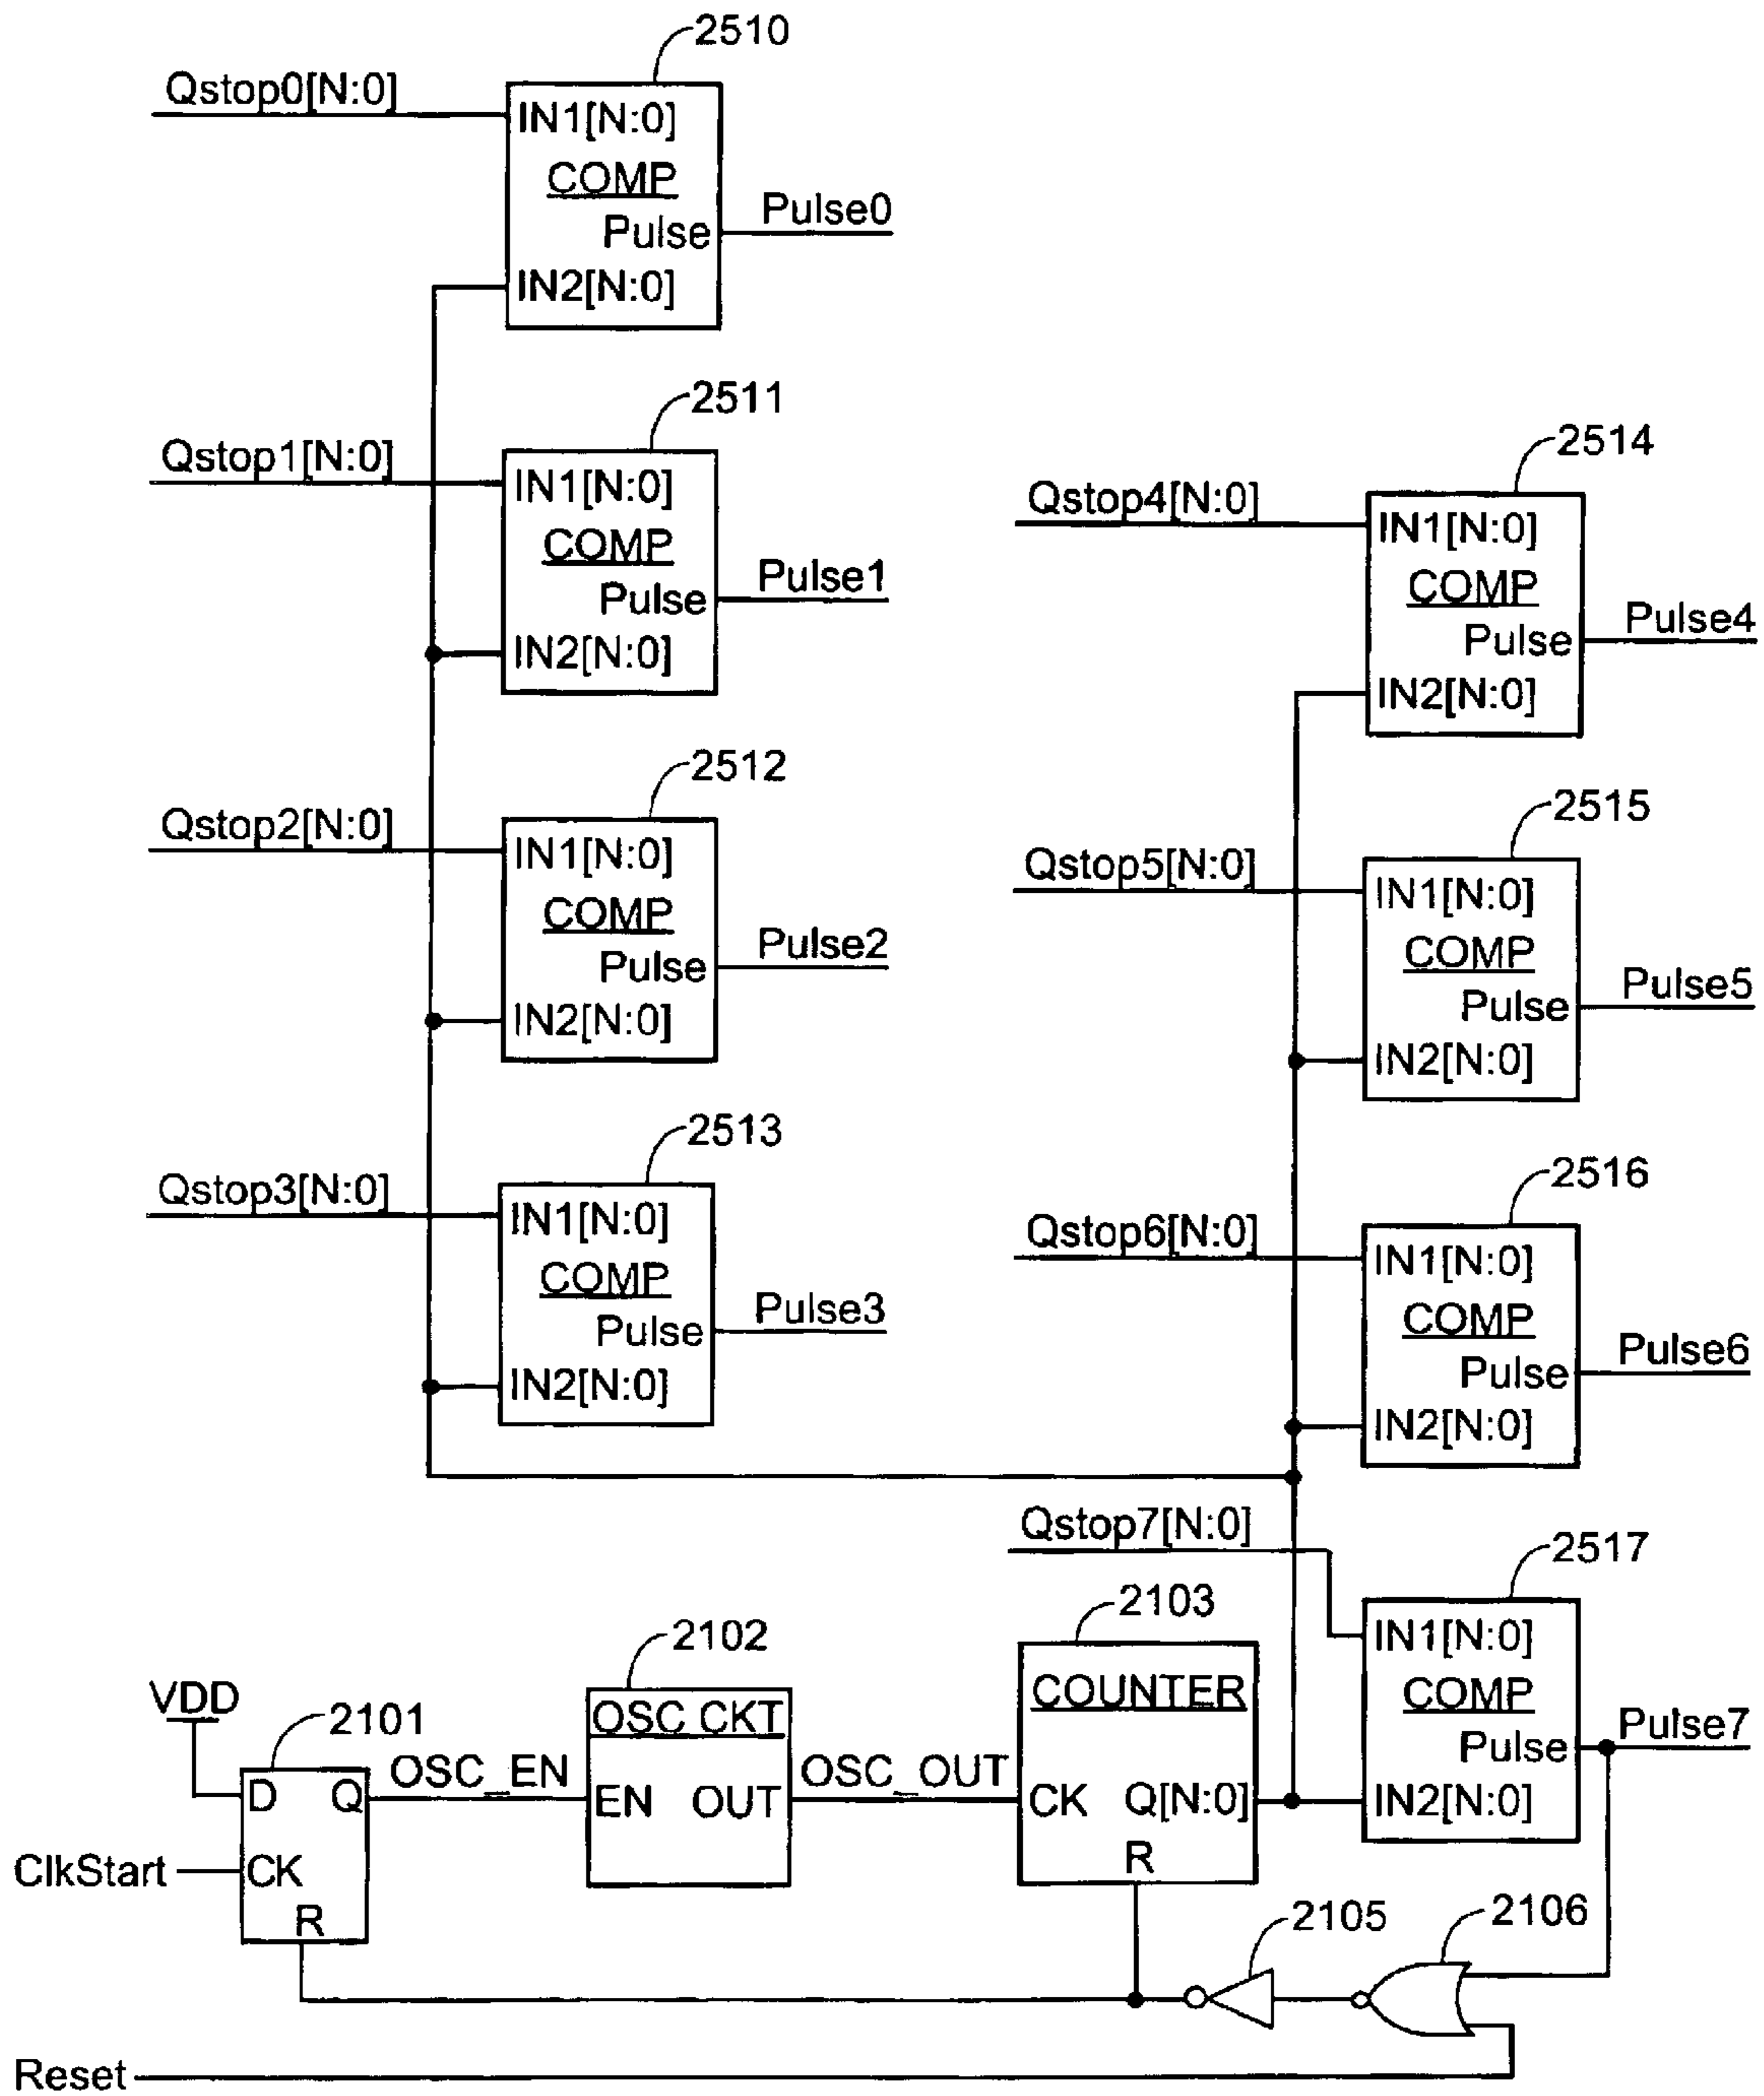 2510
Qstop0[N:0]
IN1[N:0]
COMP
Pulse
Pulse0
IN2[N:0]
2511
Qstop1[N:0]
IN1[N:0]
COMP
Pulse
Pulse1
IN2[N:0]
2512
Qstop2[N:0]
IN1[N:0]
COMP
Pulse
Pulse2
IN2[N:0]
2513
Qstop3[N:0]
IN1[N:0]
COMP
Pulse
Pulse3
IN2[N:0]
2514
Qstop4[N:0]
IN1[N:0]
COMP
Pulse
Pulse4
IN2[N:0]
2515
Qstop5[N:0]
IN1[N:0]
COMP
Pulse
Pulse5
IN2[N:0]
2516
Qstop6[N:0]
IN1[N:0]
COMP
Pulse
Pulse6
IN2[N:0]
Qstop7[N:0]
2517
IN1[N:0]
COMP
Pulse
Pulse7
IN2[N:0]
VDD
2101
D
Q
ClkStart
CK
R
OSC_EN
2102
OSC CKT
EN
OUT
OSC_OUT
2103
COUNTER
CK
Q[N:0]
R
2105
2106
Reset